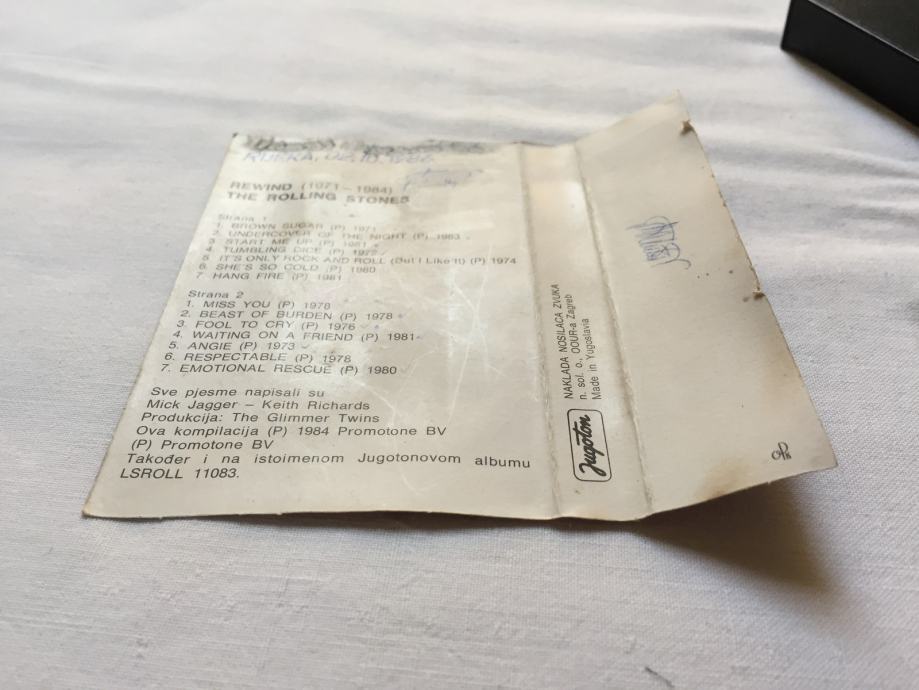 RIJEKA, 02.10.1986
REWIND (1971 – 1984)
THE ROLLING STONES
Strana 1
1. BROWN SUGAR (P) 1971
2. UNDERCOVER OF THE NIGHT (P) 1983
3. START ME UP (P) 1981
4. TUMBLING DICE (P) 1972
5. IT'S ONLY ROCK AND ROLL (But I Like It) (P) 1974
6. SHE'S SO COLD (P) 1980
7. HANG FIRE (P) 1981
Strana 2
1. MISS YOU (P) 1978
2. BEAST OF BURDEN (P) 1978
3. FOOL TO CRY (P) 1976
4. WAITING ON A FRIEND (P) 1981
5. ANGIE (P) 1973
6. RESPECTABLE (P) 1978
7. EMOTIONAL RESCUE (P) 1980
Sve pjesme napisali su
Mick Jagger – Keith Richards
Produkcija: The Glimmer Twins
Ova kompilacija (P) 1984 Promotone BV
(P) Promotone BV
Također i na istoimenom Jugotonovom albumu
LSROLL 11083.
Jugoton
NAKLADA NOSILACA ZVUKA
n. sol. o., OOUR-a Zagreb
Made in Yugoslavia